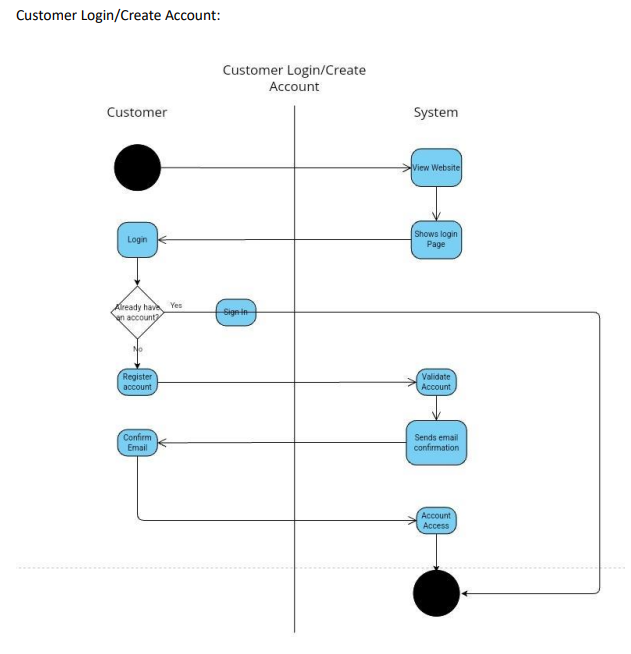 Customer Login/Create Account:
Customer Login/Create
Account
Customer
System
View Website
Shows login
Page
Login
Already have
an account?
Yes
Sign In
No
Register
account
Validate
Account
Confirm
Email
Sends email
confirmation
Account
Access